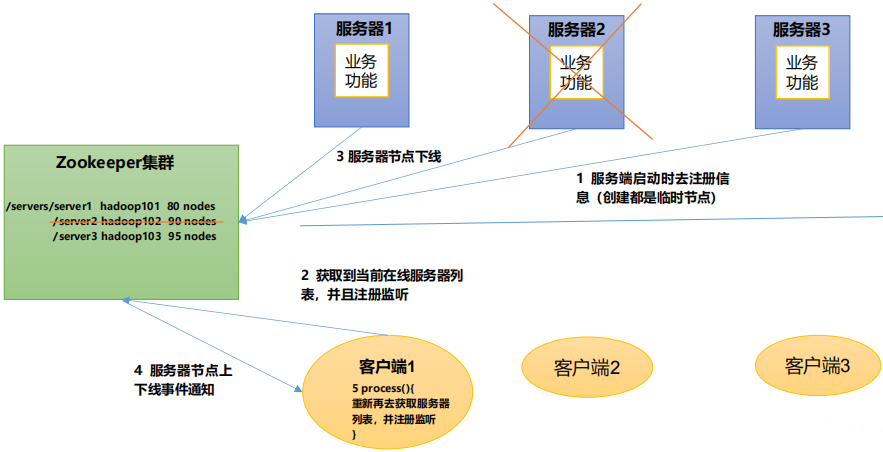 服务器1
业务
功能
服务器2
业务
功能
服务器3
业务
功能
3 服务器节点下线
1 服务端启动时去注册信
息（创建都是临时节点）
Zookeeper集群
/servers/server1 hadoop101 80 nodes
/server2 hadoop102 90 nodes
/server3 hadoop103 95 nodes
2 获取到当前在线服务器列
表，并且注册监听
4 服务器节点上
下线事件通知
客户端1
5 process(){
重新再去获取服务器
列表，并注册监听
}
客户端2
客户端3